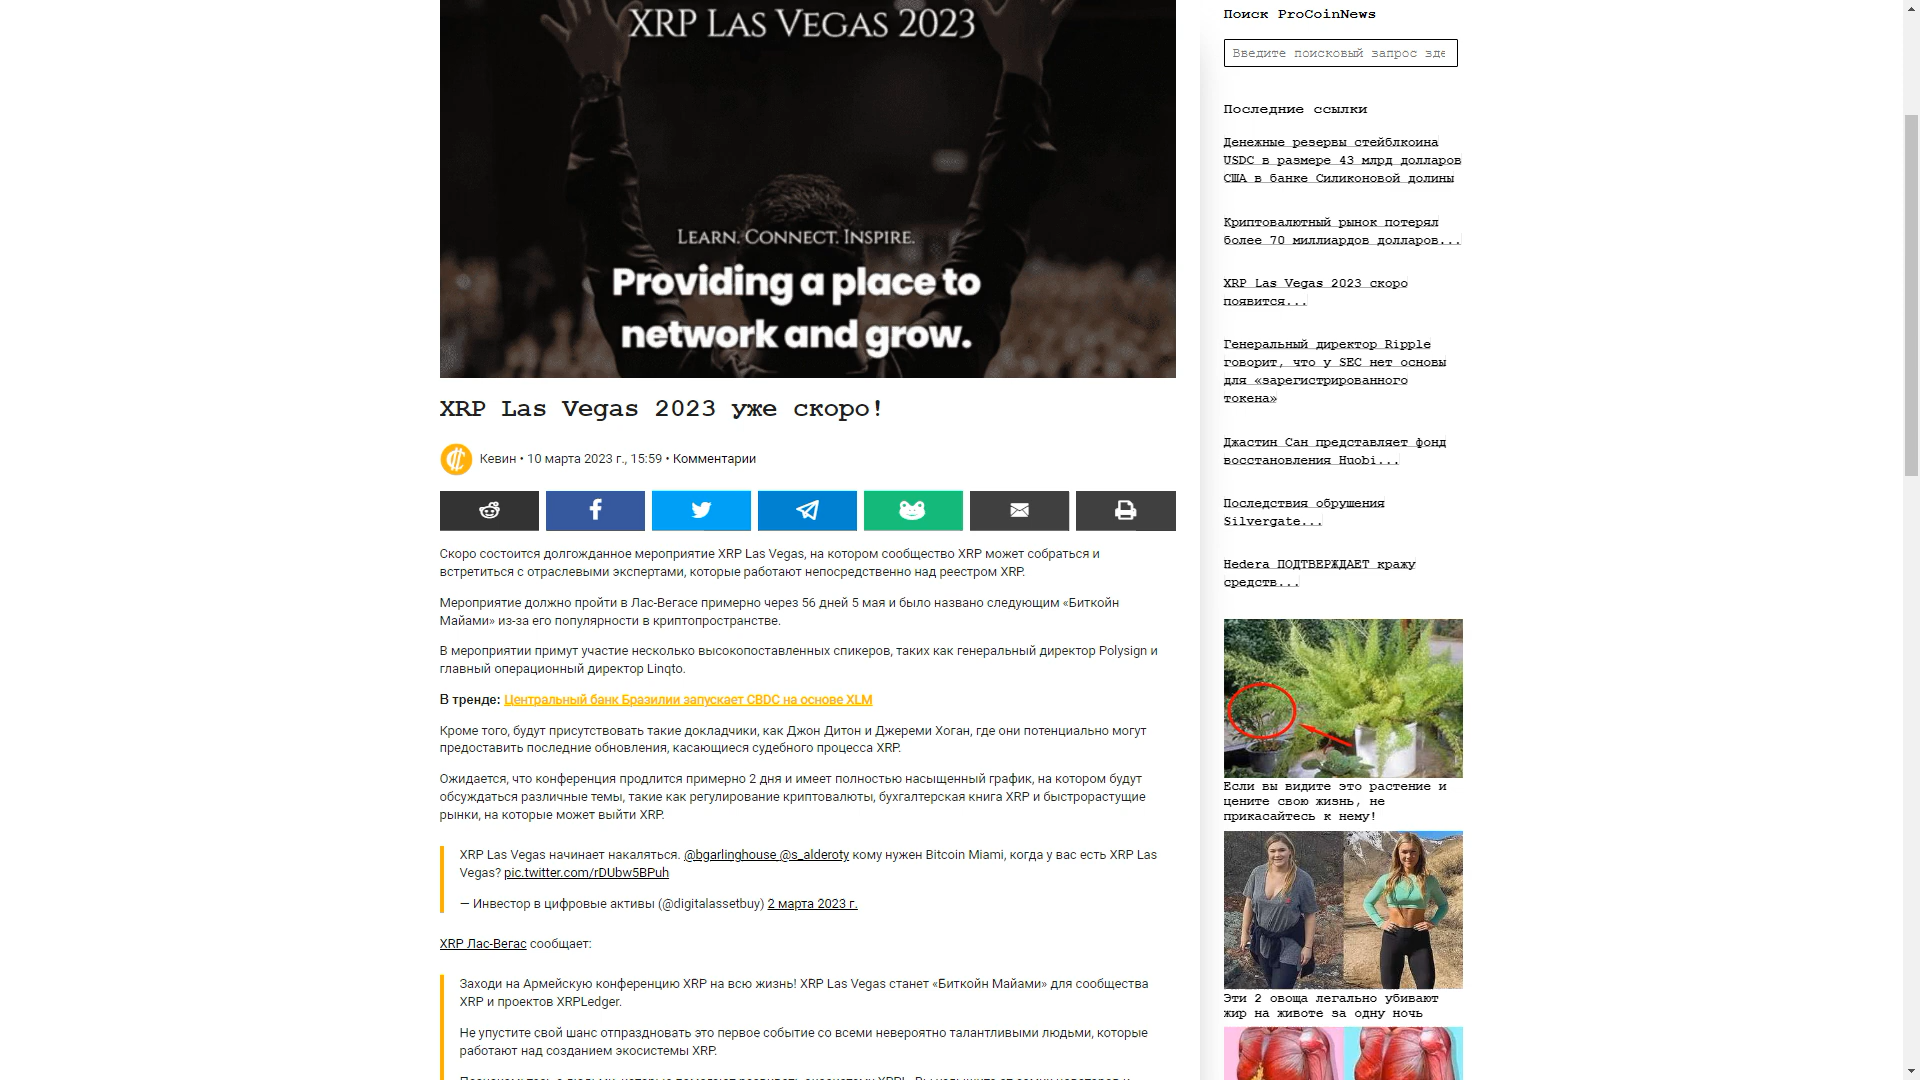 XRP LAS VEGAS 2023
LEARN. CONNECT. INSPIRE.
Providing a place to
network and grow.
XRP Las Vegas 2023 уже скоро!
Кевин • 10 марта 2023 г., 15:59 • Комментарии
Скоро состоится долгожданное мероприятие XRP Las Vegas, на котором сообщество XRP может собраться и
встретиться с отраслевыми экспертами, которые работают непосредственно над реестром XRP.
Мероприятие должно пройти в Лас-Вегасе примерно через 56 дней 5 мая и было названо следующим «Биткойн
Майами» из-за его популярности в криптопространстве.
В мероприятии примут участие несколько высокопоставленных спикеров, таких как генеральный директор Polysign и
главный операционный директор Linqto.
В тренде: Центральный банк Бразилии запускает CBDC на основе XLM
Кроме того, будут присутствовать такие докладчики, как Джон Дитон и Джереми Хоган, где они потенциально могут
предоставить последние обновления, касающиеся судебного процесса XRP.
Ожидается, что конференция продлится примерно 2 дня и имеет полностью насыщенный график, на котором будут
обсуждаться различные темы, такие как регулирование криптовалюты, бухгалтерская книга XRP и быстрорастущие
рынки, на которые может выйти XRP.
XRP Las Vegas начинает накаляться. @bgarlinghouse @s_alderoty кому нужен Bitcoin Miami, когда у вас есть XRP Las
Vegas? pic.twitter.com/rDUbw5BPuh
— Инвестор в цифровые активы (@digitalassetbuy) 2 марта 2023 г.
XRP Лас-Вегас сообщает:
Заходи на Армейскую конференцию XRP на всю жизнь! XRP Las Vegas станет «Биткойн Майами» для сообщества
XRP и проектов XRPLedger.
Не упустите свой шанс отпраздновать это первое событие со всеми невероятно талантливыми людьми, которые
работают над созданием экосистемы XRP.
Поиск ProCoinNews
Введите поисковый запрос зде
Последние ссылки
Денежные резервы стейблкоина
USDC в размере 43 млрд долларов
США в банке Силиконовой долины
Криптовалютный рынок потерял
более 70 миллиардов долларов...
XRP Las Vegas 2023 скоро
появится...
Генеральный директор Ripple
говорит, что у SEC нет основы
для «зарегистрированного
токена»
Джастин Сан представляет фонд
восстановления Huobi...
Последствия обрушения
Silvergate...
Hedera ПОДТВЕРЖДАЕТ кражу
средств...
Если вы видите это растение и
цените свою жизнь, не
прикасайтесь к нему!
Эти 2 овоща легально убивают
жир на животе за одну ночь